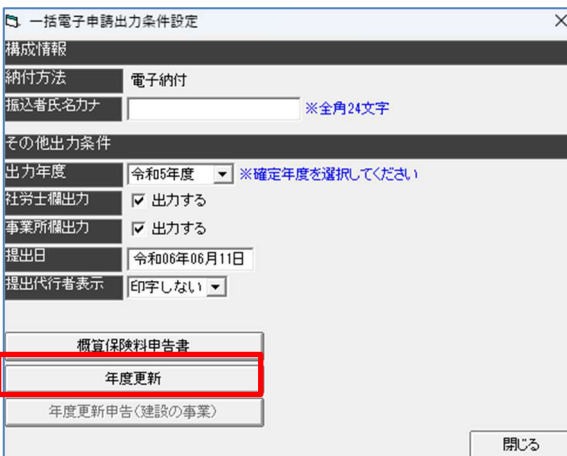 一括電子申請出力条件設定
構成情報
納付方法 電子納付
振込者氏名カナ ※全角24文字
その他出力条件
出力年度 令和5年度 ※確定年度を選択してください
社労士欄出力 出力する
事業所欄出力 出力する
提出日 令和06年06月11日
提出代行者表示 印字しない
概算保険料申告書
年度更新
年度更新申告(建設の事業)
閉じる